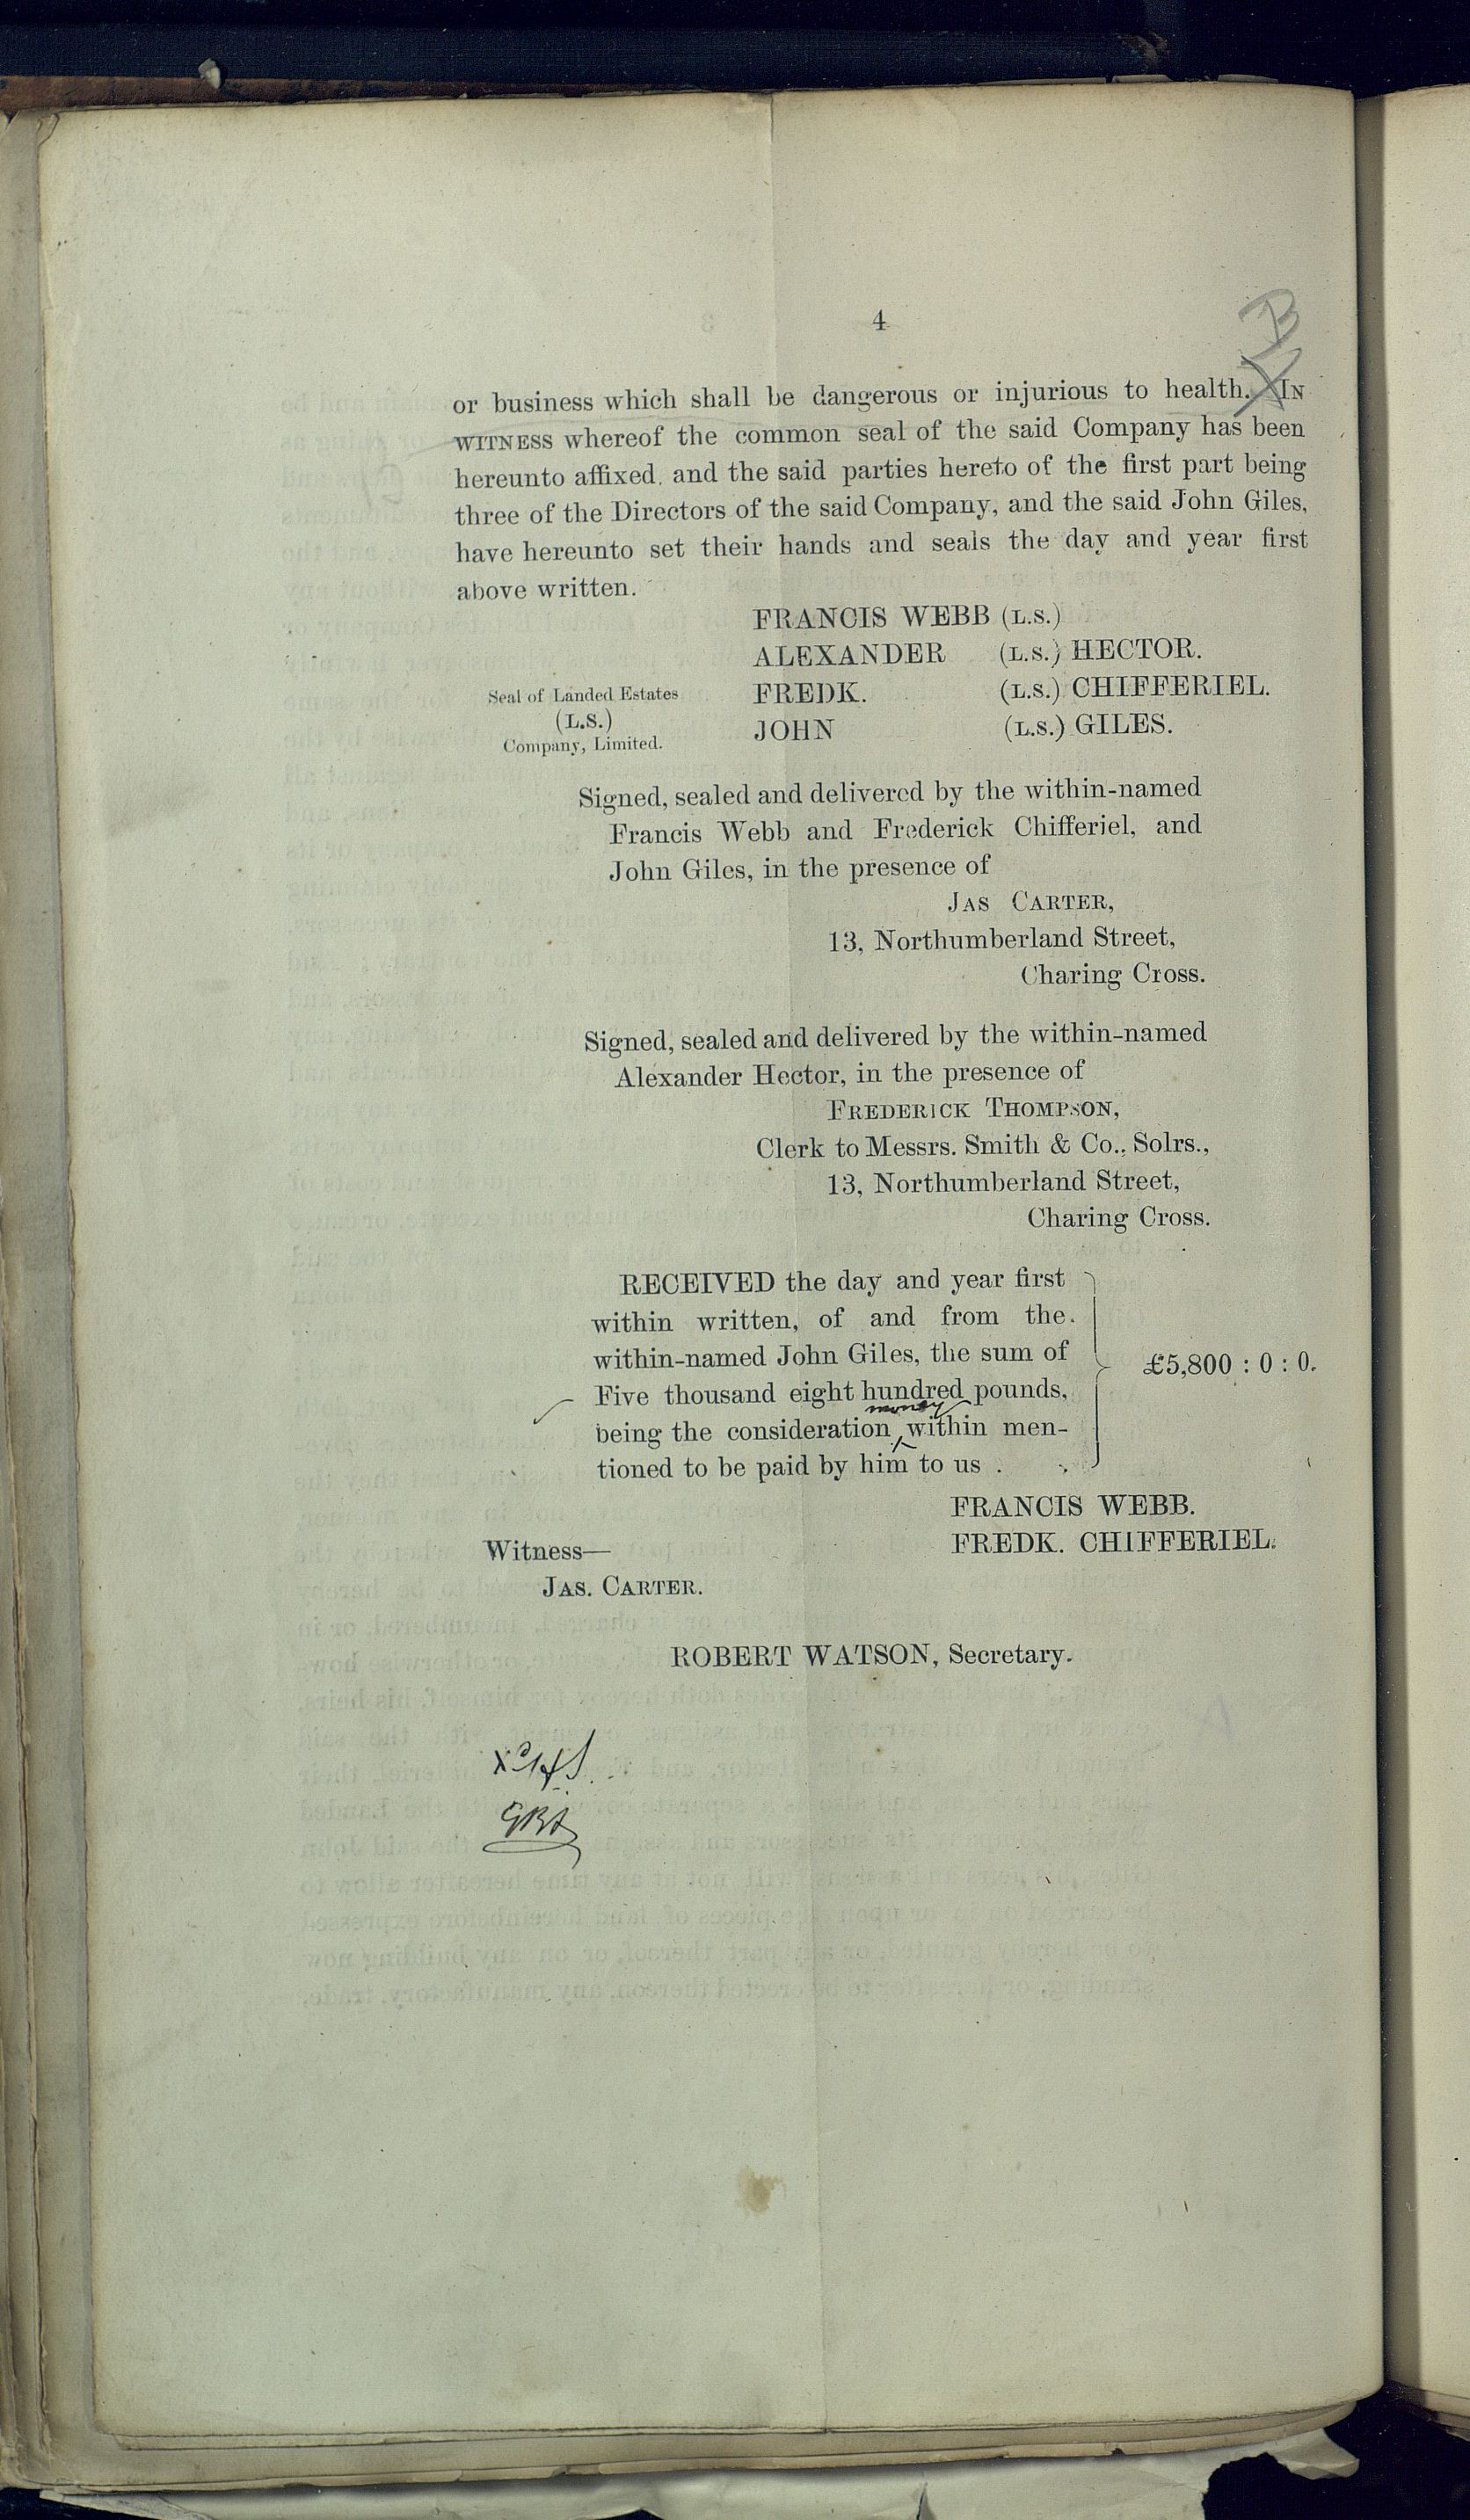 4
B
or business which shall be dangerous or injurious to health. IN
WITNESS whereof the common seal of the said Company has been
hereunto affixed, and the said parties hereto of the first part being
three of the Directors of the said Company, and the said John Giles,
have hereunto set their hands and seals the day and year first
above written.
FRANCIS WEBB (L.S.)
ALEXANDER (L.S.) HECTOR.
FREDK. (L.S.) CHIFFERIEL.
JOHN (L.S.) GILES.
Seal of Landed Estates
(L.S.)
Company, Limited.
Signed, sealed and delivered by the within-named
Francis Webb and Frederick Chifferiel, and
John Giles, in the presence of
JAS CARTER,
13, Northumberland Street,
Charing Cross.
Signed, sealed and delivered by the within-named
Alexander Hector, in the presence of
FREDERICK THOMPSON,
Clerk to Messrs. Smith & Co., Solrs.,
13, Northumberland Street,
Charing Cross.
RECEIVED the day and year first
within written, of and from the
within-named John Giles, the sum of
Five thousand eight hundred pounds,
money
being the consideration within men-
tioned to be paid by him to us .
£5,800 : 0 : 0.
FRANCIS WEBB.
FREDK. CHIFFERIEL.
Witness—
JAS. CARTER.
ROBERT WATSON, Secretary.